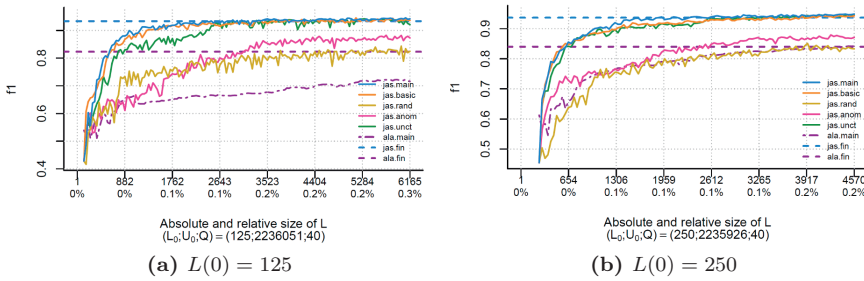 f1
0.4 0.6 0.8
jas.main
jas.basic
jas.rand
jas.anom
jas.unct
ala.main
jas.fin
ala.fin
1 882 1762 2643 3523 4404 5284 6165
0% 0.1% 0.1% 0.2% 0.2% 0.2% 0.3%
Absolute and relative size of L
(L₀;U₀;Q) = (125;2236051;40)
(a) L(0) = 125
f1
0.5 0.6 0.7 0.8 0.9
jas.main
jas.basic
jas.rand
jas.anom
jas.unct
ala.main
jas.fin
ala.fin
1 654 1306 1959 2612 3265 3917 4570
0% 0% 0.1% 0.1% 0.1% 0.1% 0.2% 0.2%
Absolute and relative size of L
(L₀;U₀;Q) = (250;2235926;40)
(b) L(0) = 250